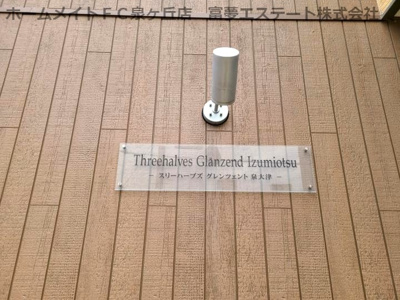 ホームメイトFC泉ヶ丘店　富夢エステート株式会社
Threehalves Glanzend Izumiotsu
－ スリーハーブズ グレンツェント 泉大津 －